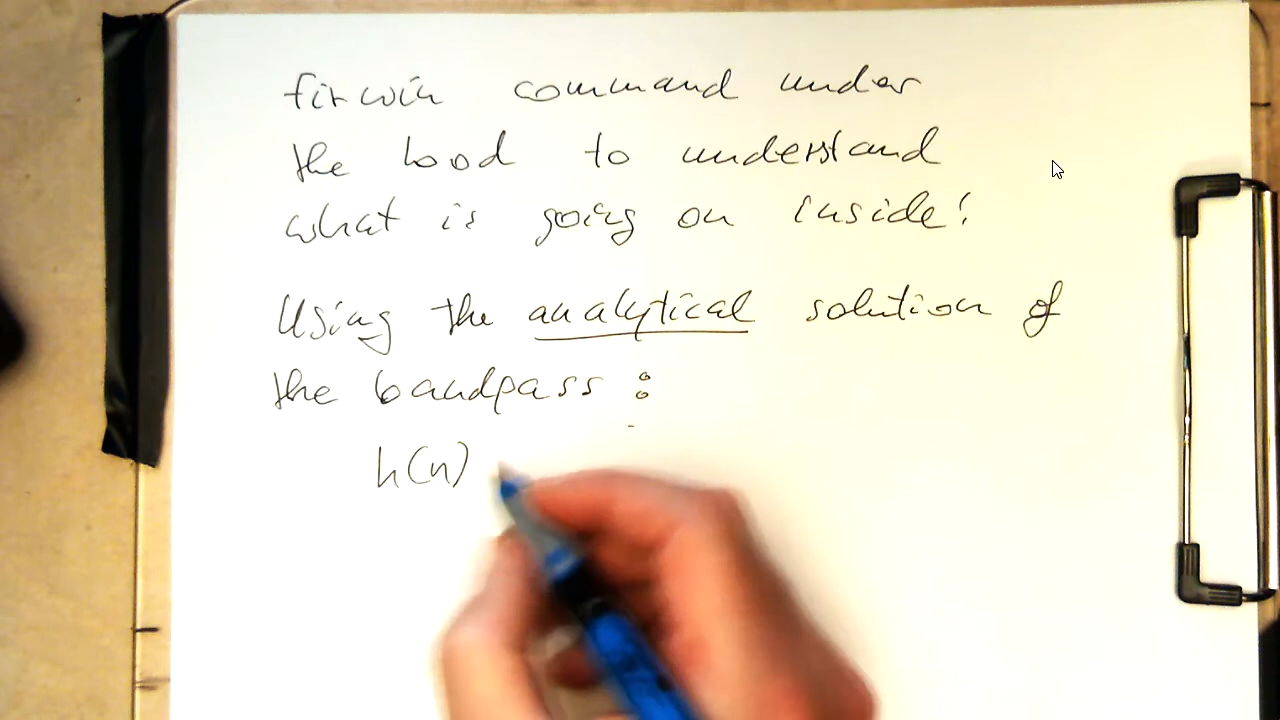 firwin command under
the hood to understand
what is going on inside!
Using the analytical solution of
the bandpass :
h(n)